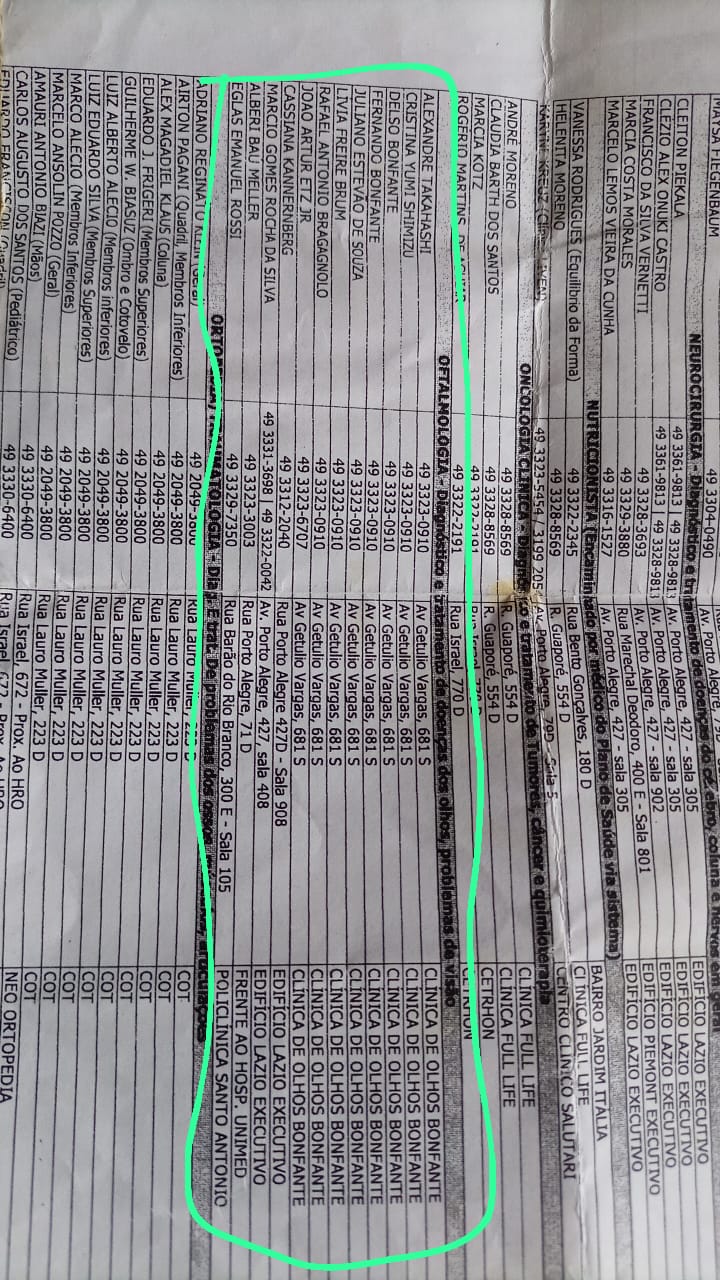 MAYSA FIEGENBAUM 49 3304-0490 Av. Porto Alegre,
NEUROCIRURGIA - Diagnóstico e tratamento de doenças do cé ebro, coluna e nervos em geral
CLEITON PIEKALA 49 3361-9813 | 49 3328-9813 Av. Porto Alegre, 427 - sala 305 EDIFÍCIO LAZIO EXECUTIVO
CLÉZIO ALEX ONUKI CASTRO 49 3361-9813 | 49 3328-9813 Av. Porto Alegre, 427 - sala 305 EDIFÍCIO LAZIO EXECUTIVO
FRANCISCO DA SILVA VERNETTI 49 3328-3693 Av. Porto Alegre, 427 - sala 902 EDIFÍCIO LAZIO EXECUTIVO
MARCIA COSTA MORALES 49 3329-3880 Rua Marechal Deodoro, 400 E - Sala 801 EDIFÍCIO PIEMONT EXECUTIVO
MARCELO LEMOS VIEIRA DA CUNHA 49 3316-1527 Av. Porto Alegre, 427 - sala 305 EDIFÍCIO LAZIO EXECUTIVO
NUTRICIONISTA (Encaminhado por médico do Plano de Saúde via sistema)
VANESSA RODRIGUES (Equilibrio da Forma) 49 3322-2345 Rua Bento Gonçalves, 180 D BAIRRO JARDIM ITÁLIA
HELENITA MORENO 49 3328-8569 R. Guaporé, 554 D CLÍNICA FULL LIFE
KARYNE KREUZ 49 3323-5454 / 3199 205 Av. Porto Alegre, 79D - Sala 5 CENTRO CLÍNICO SALUTARI
ONCOLOGIA CLÍNICA - Diagnóstico e tratamento de Tumores, câncer e quimioterapia
ANDRÉ MORENO 49 3328-8569 R. Guaporé, 554 D CLÍNICA FULL LIFE
CLAUDIA BARTH DOS SANTOS 49 3328-8569 R. Guaporé, 554 D CLÍNICA FULL LIFE
MARCIA KOTZ 49 3322-2191 Rua Israel, 770 D CETRHON
ROGÉRIO MARTINS 49 3322-2191 Rua Israel, 770 D CETRHON
OFTALMOLOGIA - Diagnóstico e tratamento de doenças dos olhos, problemas de visão
ALEXANDRE TAKAHASHI 49 3323-0910 Av Getulio Vargas, 681 S CLÍNICA DE OLHOS BONFANTE
CRISTINA YUMI SHIMIZU 49 3323-0910 Av Getulio Vargas, 681 S CLÍNICA DE OLHOS BONFANTE
DELSO BONFANTE 49 3323-0910 Av Getulio Vargas, 681 S CLÍNICA DE OLHOS BONFANTE
FERNANDO BONFANTE 49 3323-0910 Av Getulio Vargas, 681 S CLÍNICA DE OLHOS BONFANTE
JULIANO ESTEVÃO DE SOUZA 49 3323-0910 Av Getulio Vargas, 681 S CLÍNICA DE OLHOS BONFANTE
LÍVIA FREIRE BRUM 49 3323-0910 Av Getulio Vargas, 681 S CLÍNICA DE OLHOS BONFANTE
RAFAEL ANTONIO BRAGAGNOLO 49 3323-0910 Av Getulio Vargas, 681 S CLÍNICA DE OLHOS BONFANTE
JOAO ARTUR ETZ JR 49 3323-6707 Av Getulio Vargas, 681 S CLÍNICA DE OLHOS BONFANTE
CASSIANA KANNERNBERG 49 3312-2040 Rua Porto Alegre 427D - Sala 908 EDIFÍCIO LAZIO EXECUTIVO
MARCIO GOMES ROCHA DA SILVA 49 3331-3698 | 49 3322-0042 Av. Porto Alegre, 427, sala 408 EDIFÍCIO LAZIO EXECUTIVO
ALBERI BAU MELLER 49 3323-3003 Rua Porto Alegre, 71 D FRENTE AO HOSP. UNIMED
EGLAS EMANUEL ROSSI 49 3329-7350 Rua Barão do Rio Branco, 300 E - Sala 105 POLICLÍNICA SANTO ANTONIO
ORTOPEDIA/TRAUMATOLOGIA - Diag. E trat. De problemas dos ossos, músculos, articulações
ADRIANO REGINATO KLEIN (Geral) 49 2049-3800 Rua Lauro Muller, 223 D COT
AIRTON PAGANI (Quadril, Membros Inferiores) 49 2049-3800 Rua Lauro Muller, 223 D COT
ALEX MAGADIEL KLAUS (Coluna) 49 2049-3800 Rua Lauro Muller, 223 D COT
EDUARDO J. FRIGERI (Membros Superiores) 49 2049-3800 Rua Lauro Muller, 223 D COT
GUILHERME W. BIASUZ (Ombro e Cotovelo) 49 2049-3800 Rua Lauro Muller, 223 D COT
LUIZ ALBERTO ALECIO (Membros inferiores) 49 2049-3800 Rua Lauro Muller, 223 D COT
LUIZ EDUARDO SILVA (Membros Superiores) 49 2049-3800 Rua Lauro Muller, 223 D COT
MARCO ALECIO (Membros Inferiores) 49 2049-3800 Rua Lauro Muller, 223 D COT
MARCELO ANSOLIN POZZO (Geral) 49 2049-3800 Rua Lauro Muller, 223 D COT
AMAURI ANTONIO BIAZI (Mãos) 49 3330-6400 Rua Israel, 672 - Prox. Ao HRO COT
CARLOS AUGUSTO DOS SANTOS (Pediátrico) 49 3330-6400 Rua Israel, 672 - Prox. Ao HRO NEO ORTOPEDIA